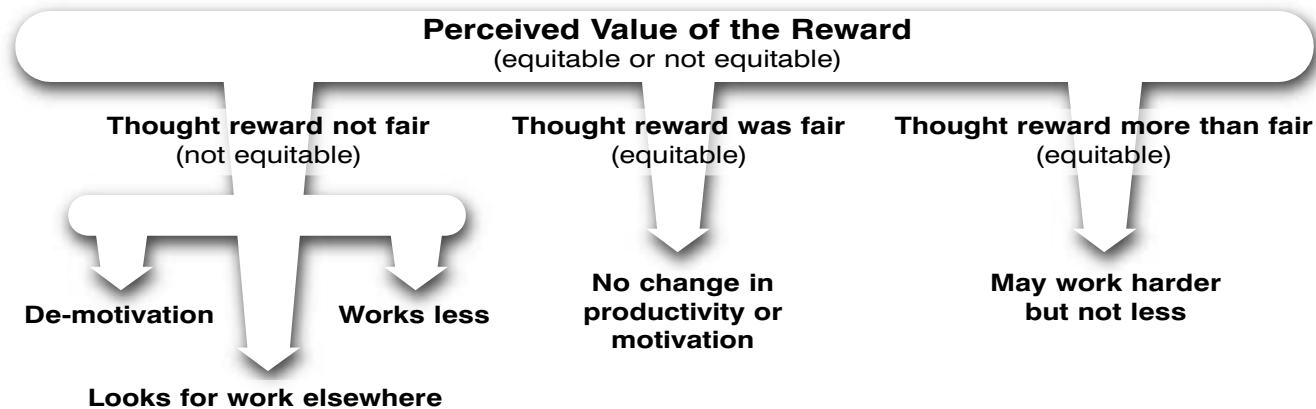 Perceived Value of the Reward
(equitable or not equitable)
Thought reward not fair
(not equitable)
Thought reward was fair
(equitable)
Thought reward more than fair
(equitable)
De-motivation
Works less
Looks for work elsewhere
No change in
productivity or
motivation
May work harder
but not less